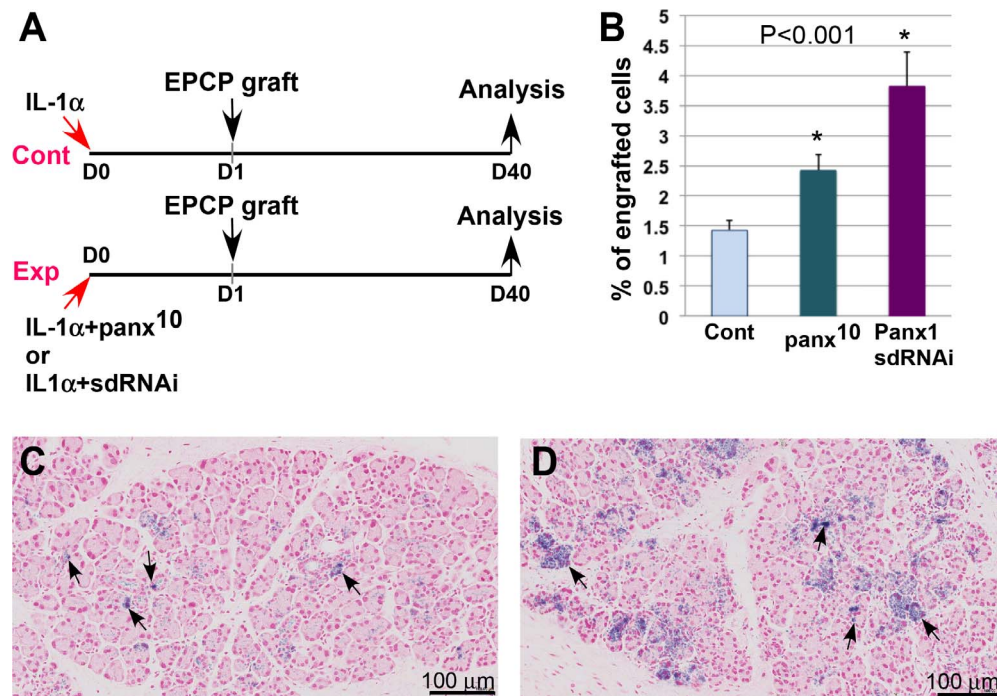 A
IL-1α
EPCP graft
Analysis
Cont
D0
D1
D40
EPCP graft
Analysis
D0
Exp
D1
D40
IL-1α+panx10
or
IL1α+sdRNAi
B
% of engrafted cells
P<0.001
*
*
5
4.5
4
3.5
3
2.5
1.5
1
0.5
0
Cont
panx10
Panx1
sdRNAi
C
100 µm
D
100 µm